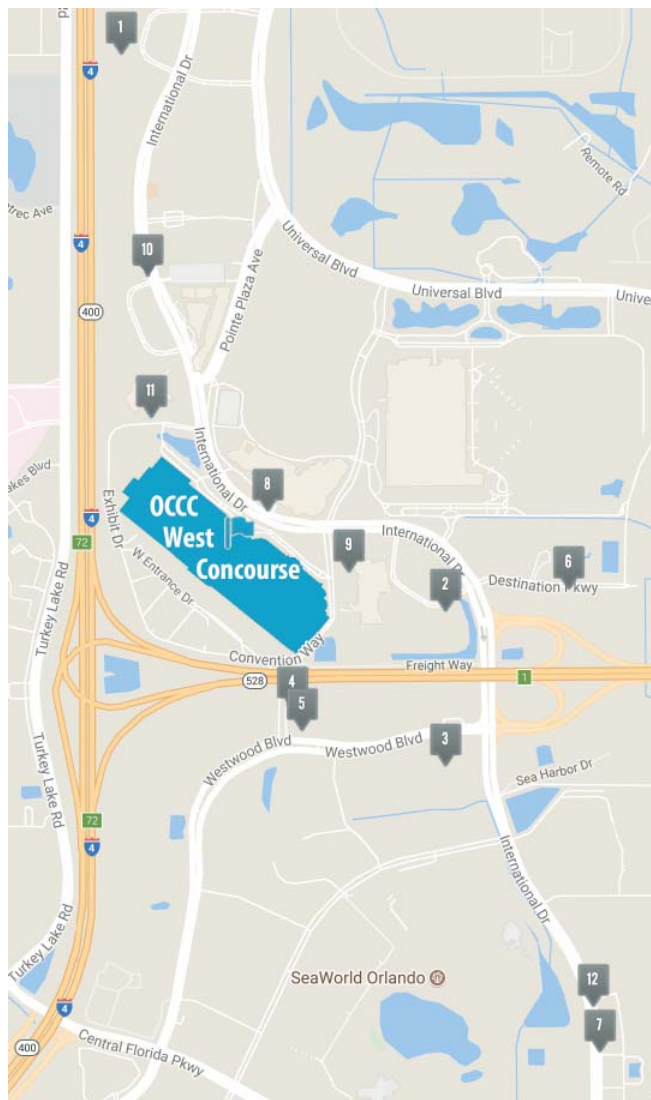 Rd
1
4
International Dr
Remote Rd
trec Ave
4
10
Universal Blvd
Universal Blvd
Unive
400
Pointe Plaza Ave
11
International Dr
8
OCCC
West
Concourse
akes Blvd
Exhibit Dr
4
72
W Entrance Dr
9
International Dr
6
2
Destination Pkwy
Turkey Lake Rd
Convention Way
Freight Way
528
4
1
5
Westwood Blvd
Westwood Blvd
3
Turkey Lake Rd
Sea Harbor Dr
72
4
International Dr
Turkey Lake Rd
SeaWorld Orlando
12
4
7
400
Central Florida Pkwy